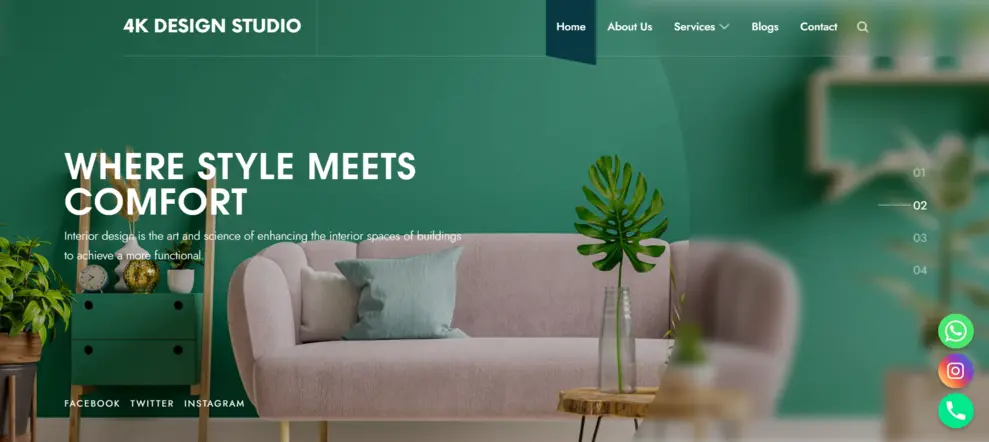 4K DESIGN STUDIO
Home About Us Services Blogs Contact
WHERE STYLE MEETS
COMFORT
Interior design is the art and science of enhancing the interior spaces of buildings
to achieve a more functional.
01
02
03
04
FACEBOOK TWITTER INSTAGRAM